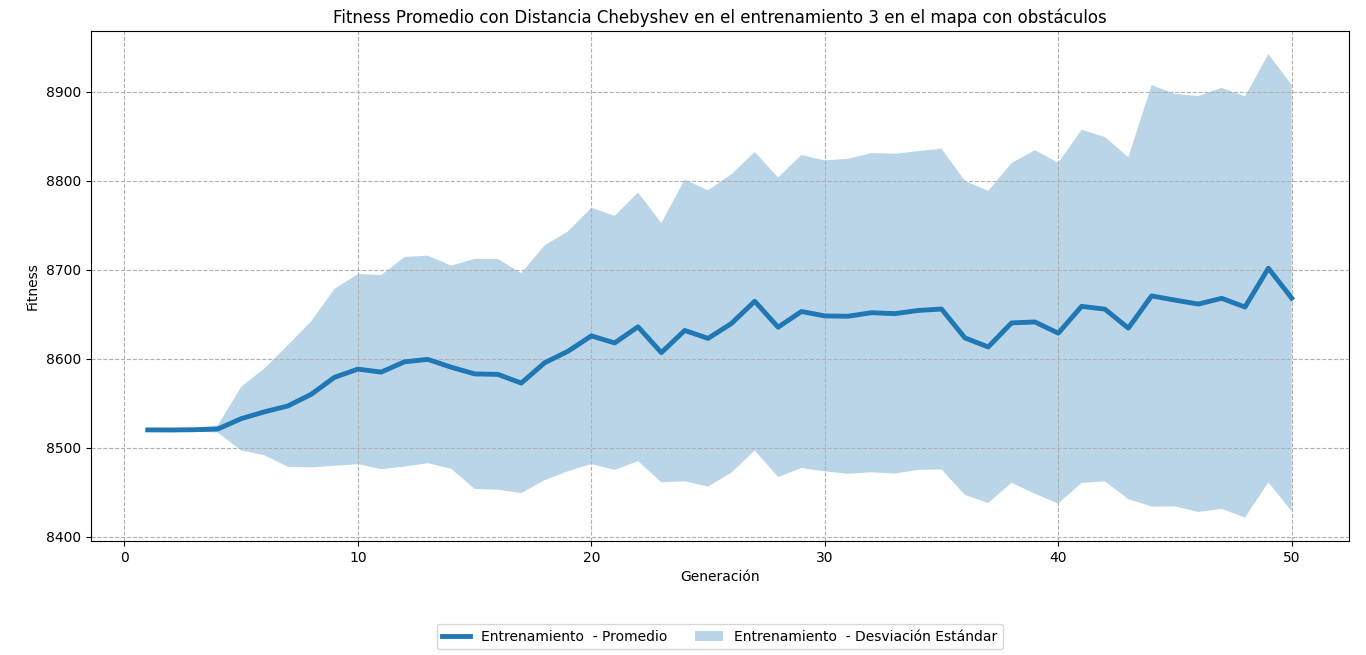 Fitness Promedio con Distancia Chebyshev en el entrenamiento 3 en el mapa con obstáculos
Fitness
8900
8800
8700
8600
8500
8400
0 10 20 30 40 50
Generación
Entrenamiento  - Promedio Entrenamiento  - Desviación Estándar